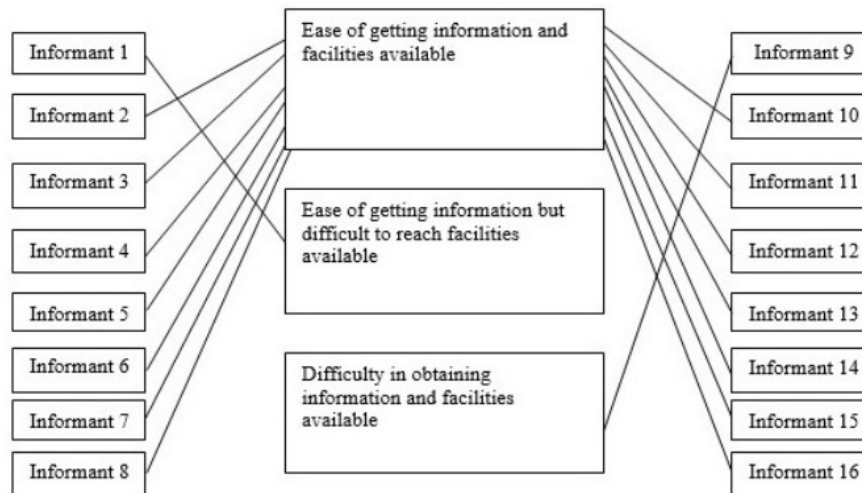 Informant 1
Informant 2
Informant 3
Informant 4
Informant 5
Informant 6
Informant 7
Informant 8
Ease of getting information and
facilities available
Ease of getting information but
difficult to reach facilities
available
Difficulty in obtaining
information and facilities
available
Informant 9
Informant 10
Informant 11
Informant 12
Informant 13
Informant 14
Informant 15
Informant 16